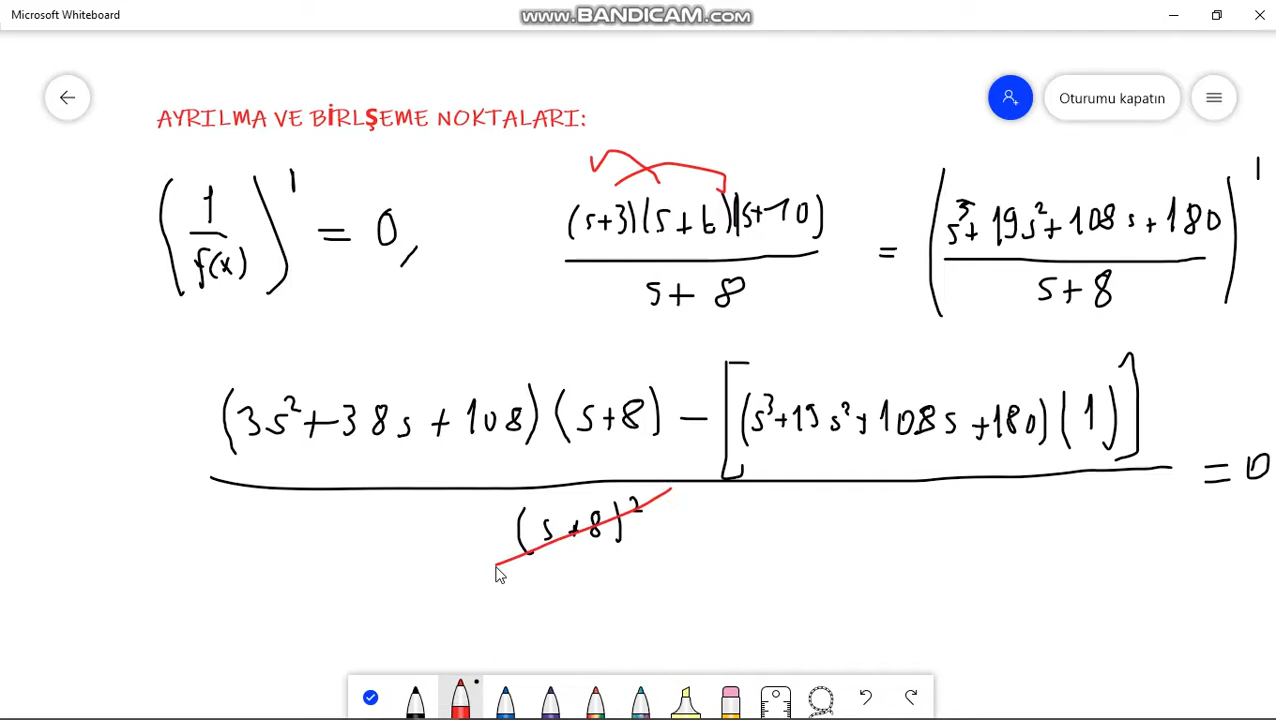 Microsoft Whiteboard
www.BANDICAM.com
Oturumu kapatın
AYRILMA VE BİRLŞEME NOKTALARI:
(1/f(x))' = 0,
(s+3)(s+6)(s+10)/s+8 = (s³+19s²+108s+180/s+8)'
(3s²+38s+108)(s+8) - [(s³+19s²+108s+180)(1)]/(s+8)² = 0